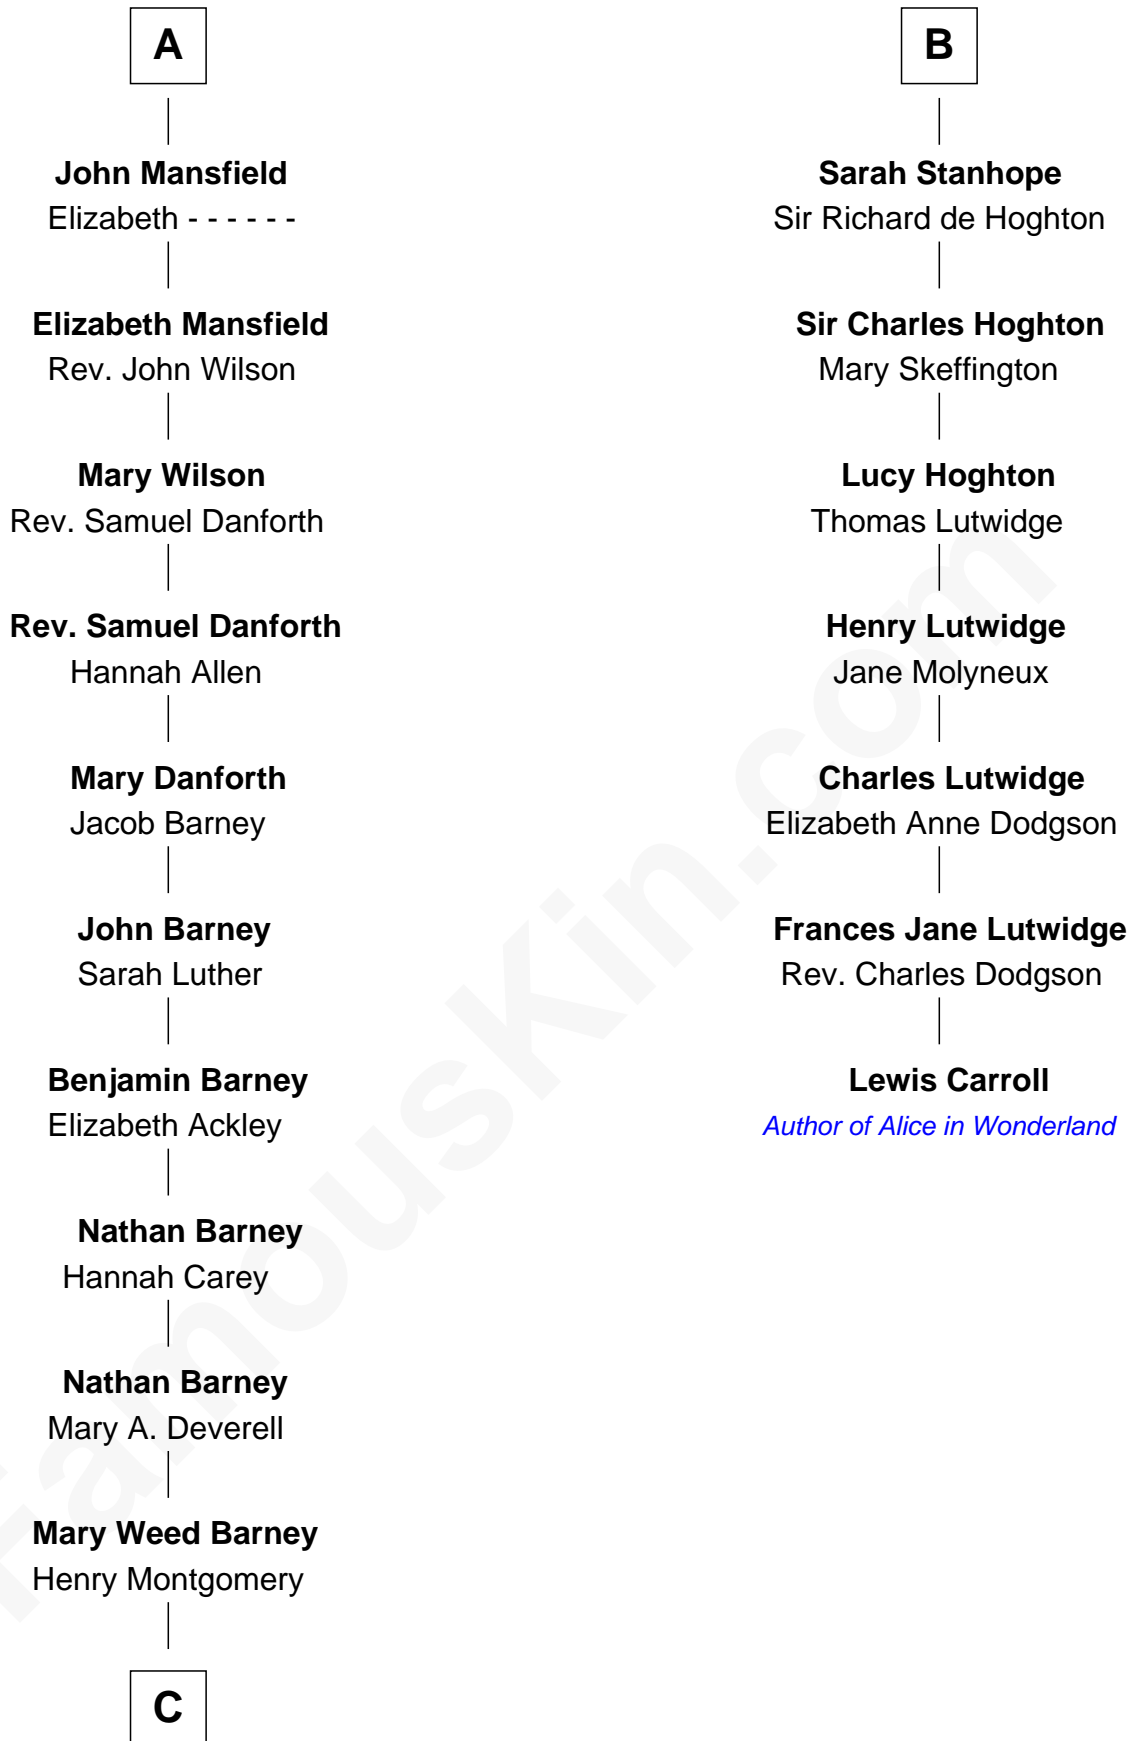 A
John Mansfield
Elizabeth - - - - - -
Elizabeth Mansfield
Rev. John Wilson
Mary Wilson
Rev. Samuel Danforth
Rev. Samuel Danforth
Hannah Allen
Mary Danforth
Jacob Barney
John Barney
Sarah Luther
Benjamin Barney
Elizabeth Ackley
Nathan Barney
Hannah Carey
Nathan Barney
Mary A. Deverell
Mary Weed Barney
Henry Montgomery
C
B
Sarah Stanhope
Sir Richard de Hoghton
Sir Charles Hoghton
Mary Skeffington
Lucy Hoghton
Thomas Lutwidge
Henry Lutwidge
Jane Molyneux
Charles Lutwidge
Elizabeth Anne Dodgson
Frances Jane Lutwidge
Rev. Charles Dodgson
Lewis Carroll
Author of Alice in Wonderland
FamousKin.com